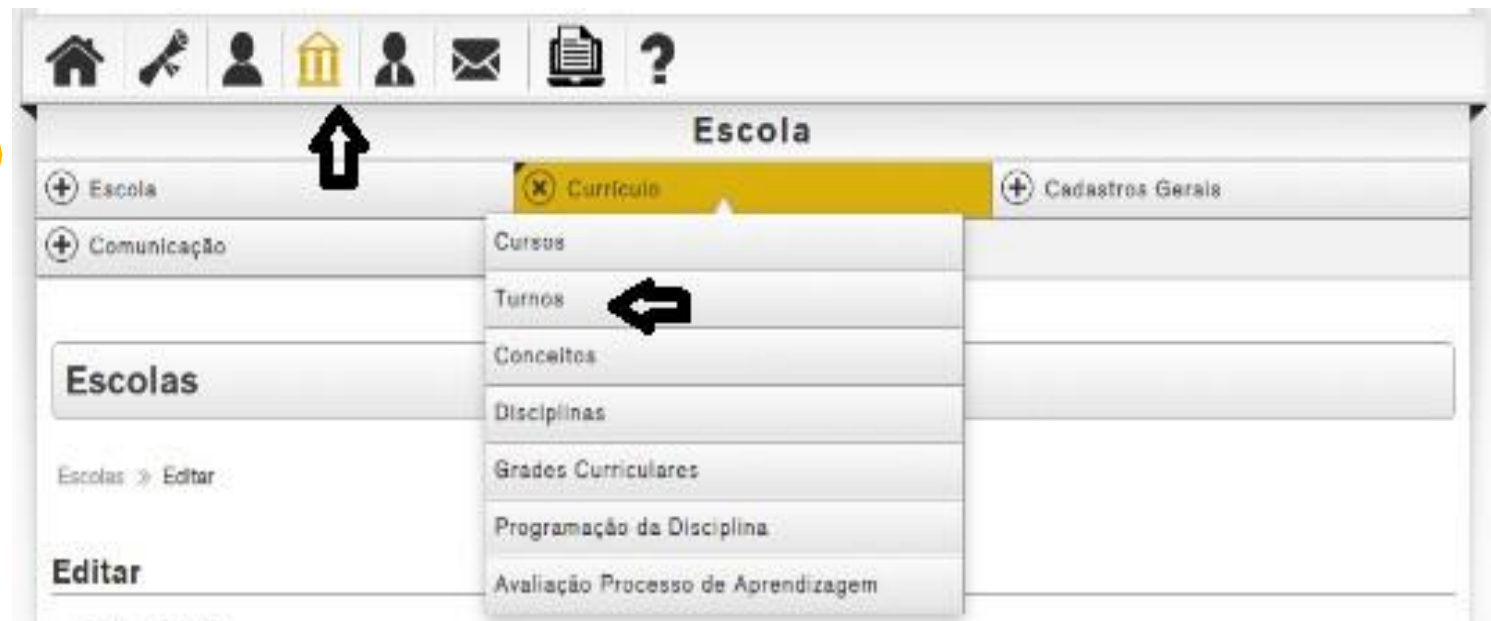 ?
Escola
Escola
Currículo
Cadastros Gerais
Comunicação
Cursos
Turnos
Conceitos
Escolas
Disciplinas
Escolas » Editar
Grades Curriculares
Programação da Disciplina
Editar
Avaliação Processo de Aprendizagem